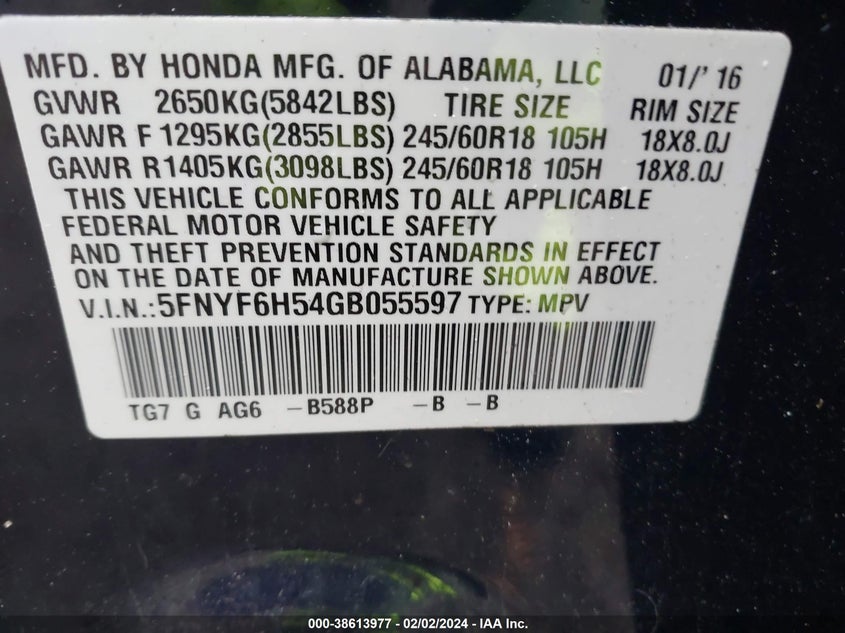 MFD. BY HONDA MFG. OF ALABAMA, LLC 01/' 16
GVWR 2650KG(5842LBS) TIRE SIZE RIM SIZE
GAWR F 1295KG(2855LBS) 245/60R18 105H 18X8.0J
GAWR R1405KG(3098LBS) 245/60R18 105H 18X8.0J
THIS VEHICLE CONFORMS TO ALL APPLICABLE
FEDERAL MOTOR VEHICLE SAFETY
AND THEFT PREVENTION STANDARDS IN EFFECT
ON THE DATE OF MANUFACTURE SHOWN ABOVE.
V.I.N.:5FNYF6H54GB055597 TYPE: MPV
TG7 G AG6 -B588P -B -B
000-38613977 - 02/02/2024 - IAA Inc.